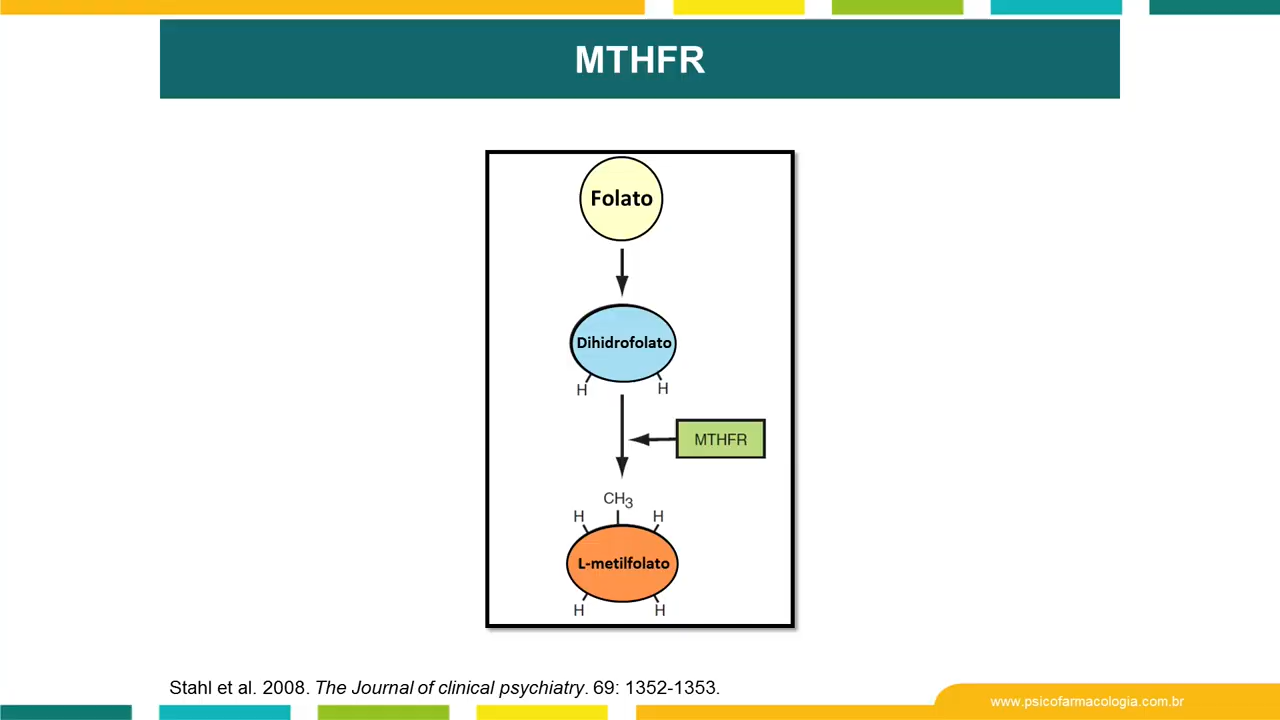 MTHFR
Folato
Dihidrofolato
H H
MTHFR
CH3
H H
L-metilfolato
H H
Stahl et al. 2008. The Journal of clinical psychiatry. 69: 1352-1353.
www.psicofarmacologia.com.br